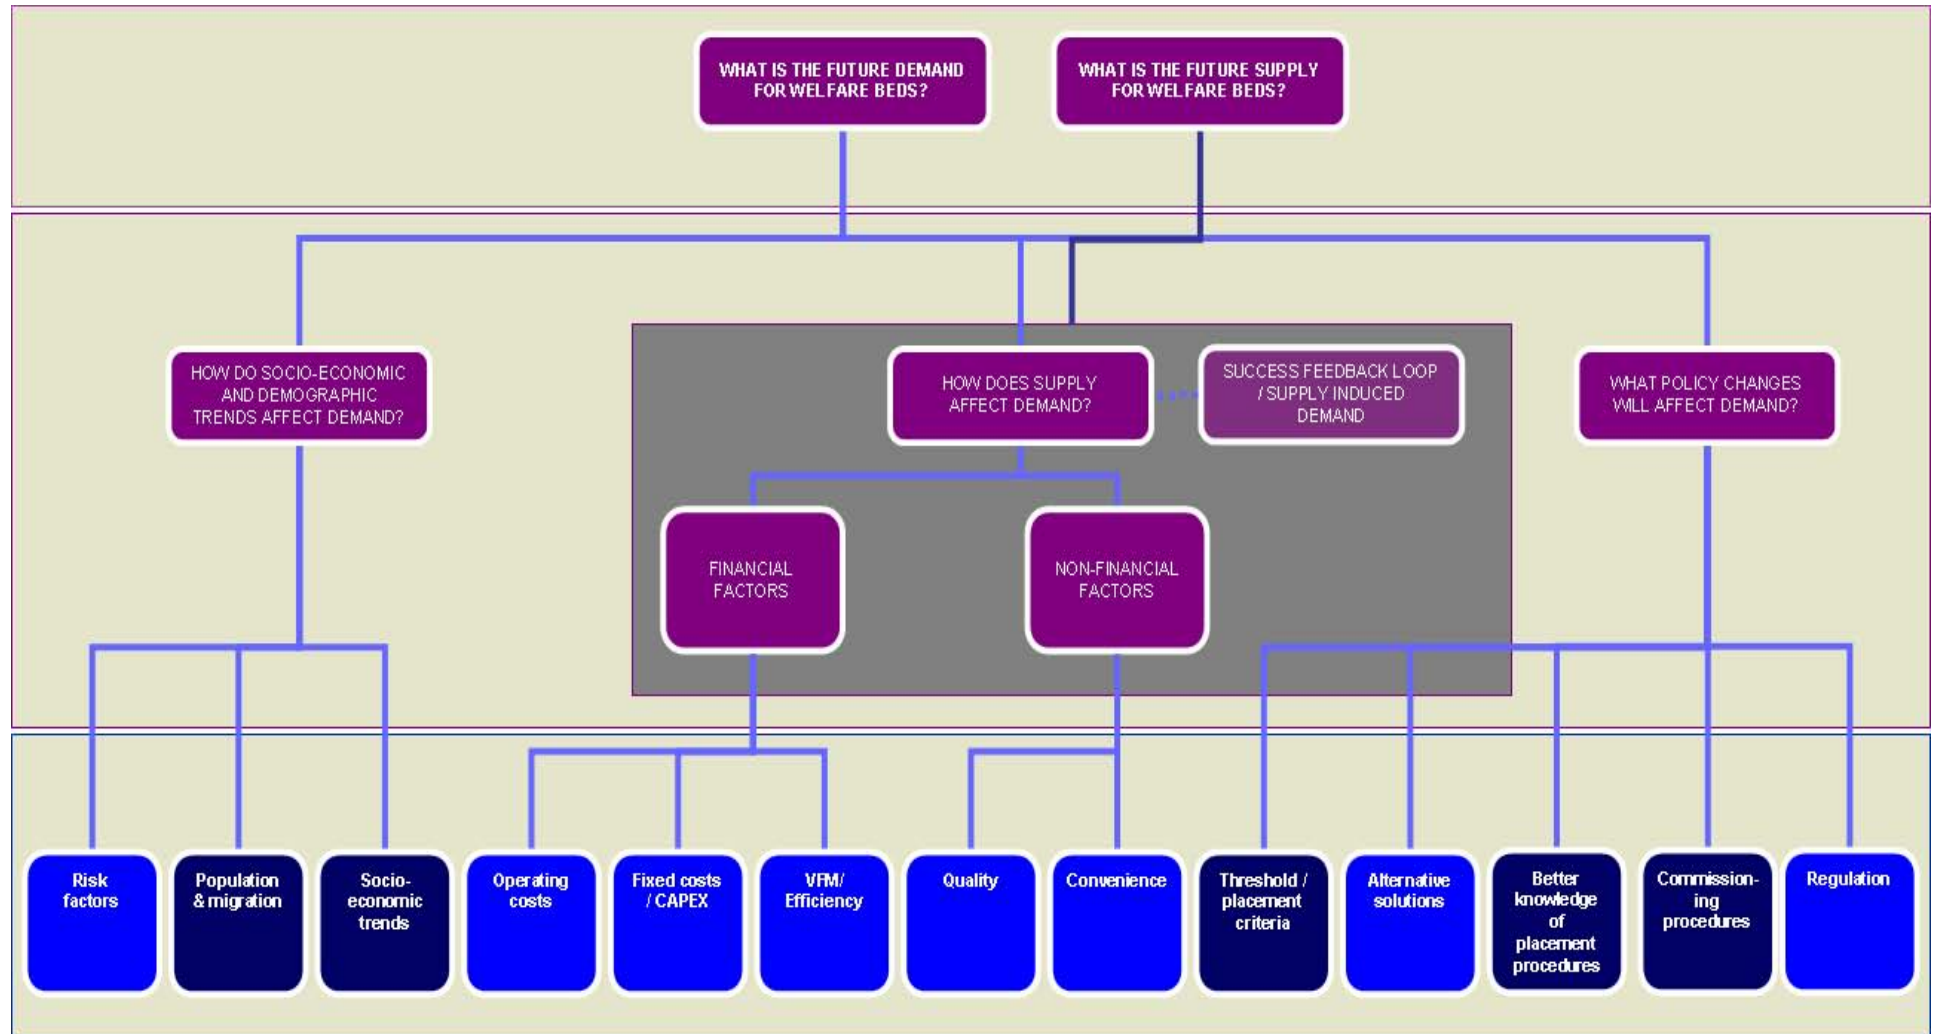 WHAT IS THE FUTURE DEMAND
FOR WELFARE BEDS?
WHAT IS THE FUTURE SUPPLY
FOR WELFARE BEDS?
HOW DO SOCIO-ECONOMIC
AND DEMOGRAPHIC
TRENDS AFFECT DEMAND?
HOW DOES SUPPLY
AFFECT DEMAND?
SUCCESS FEEDBACK LOOP
/ SUPPLY INDUCED
DEMAND
WHAT POLICY CHANGES
WILL AFFECT DEMAND?
FINANCIAL
FACTORS
NON-FINANCIAL
FACTORS
Risk
factors
Population
& migration
Socio-
economic
trends
Operating
costs
Fixed costs
/ CAPEX
VFM/
Efficiency
Quality
Convenience
Threshold /
placement
criteria
Alternative
solutions
Better
knowledge
of
placement
procedures
Commission-
ing
procedures
Regulation